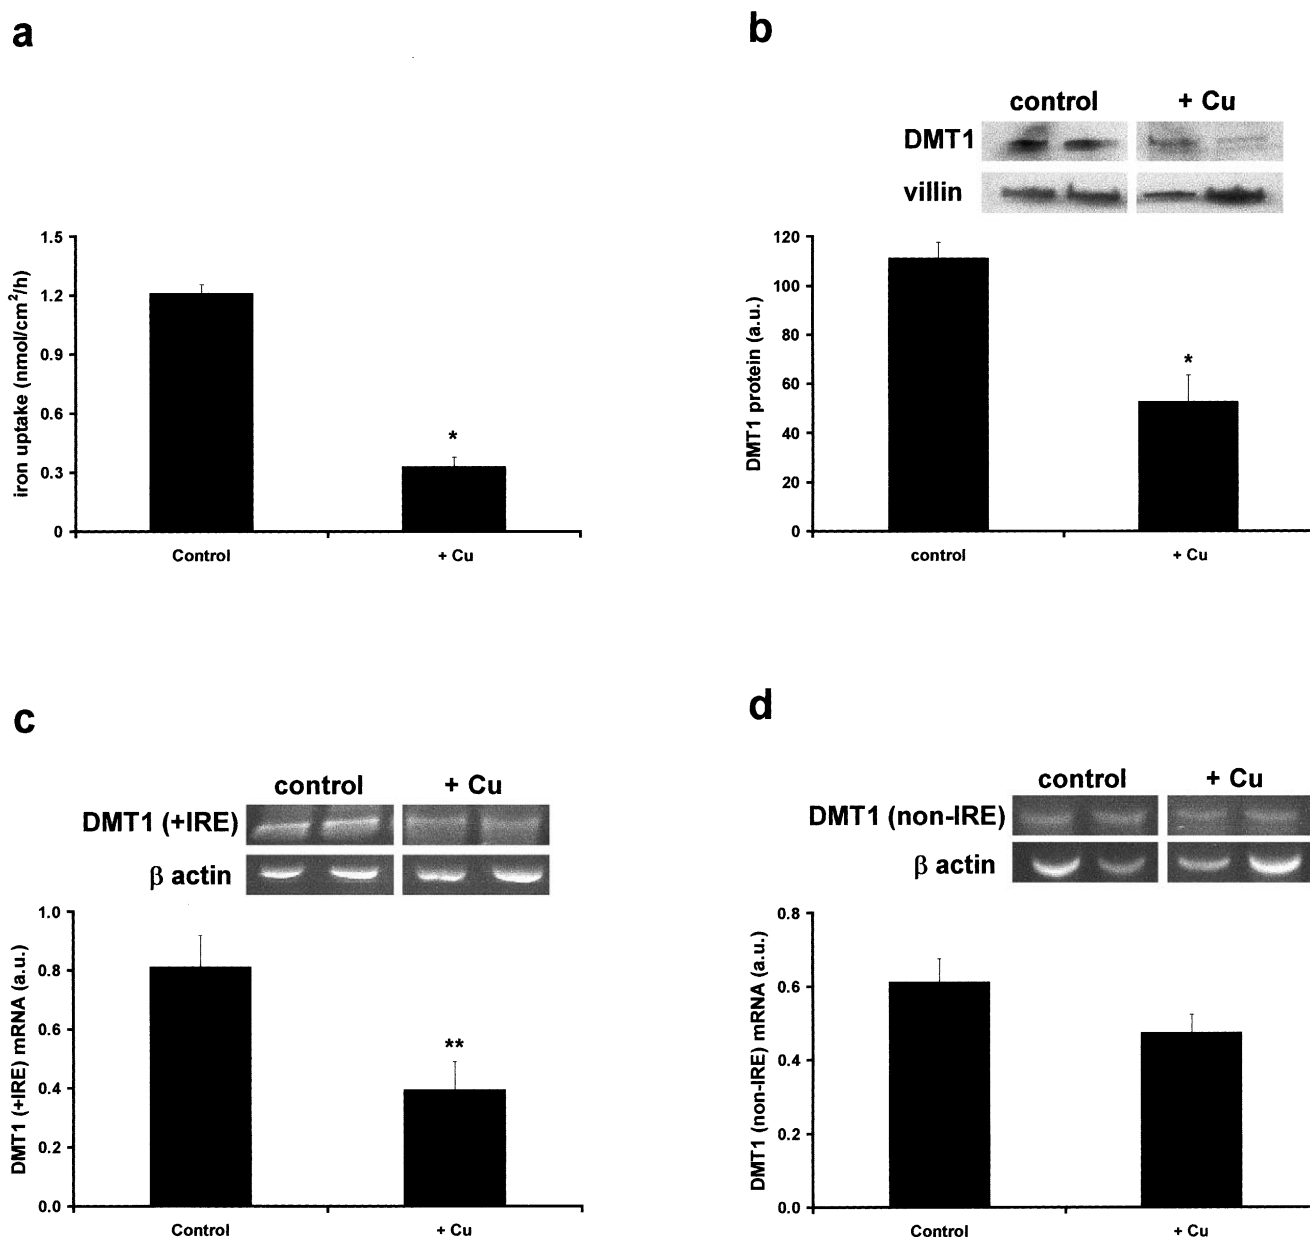 a
1.5
1.2
0.9
0.6
0.3
0
iron uptake (nmol/cm²/h)
*
Control
+ Cu
b
control
+ Cu
DMT1
villin
120
100
80
60
40
20
0
DMT1 protein (a.u.)
*
control
+ Cu
c
control
+ Cu
DMT1 (+IRE)
β actin
1.0
0.8
0.6
0.4
0.2
0.0
DMT1 (+IRE) mRNA (a.u.)
**
Control
+ Cu
d
control
+ Cu
DMT1 (non-IRE)
β actin
0.8
0.6
0.4
0.2
0.0
DMT1 (non-IRE) mRNA (a.u.)
Control
+ Cu